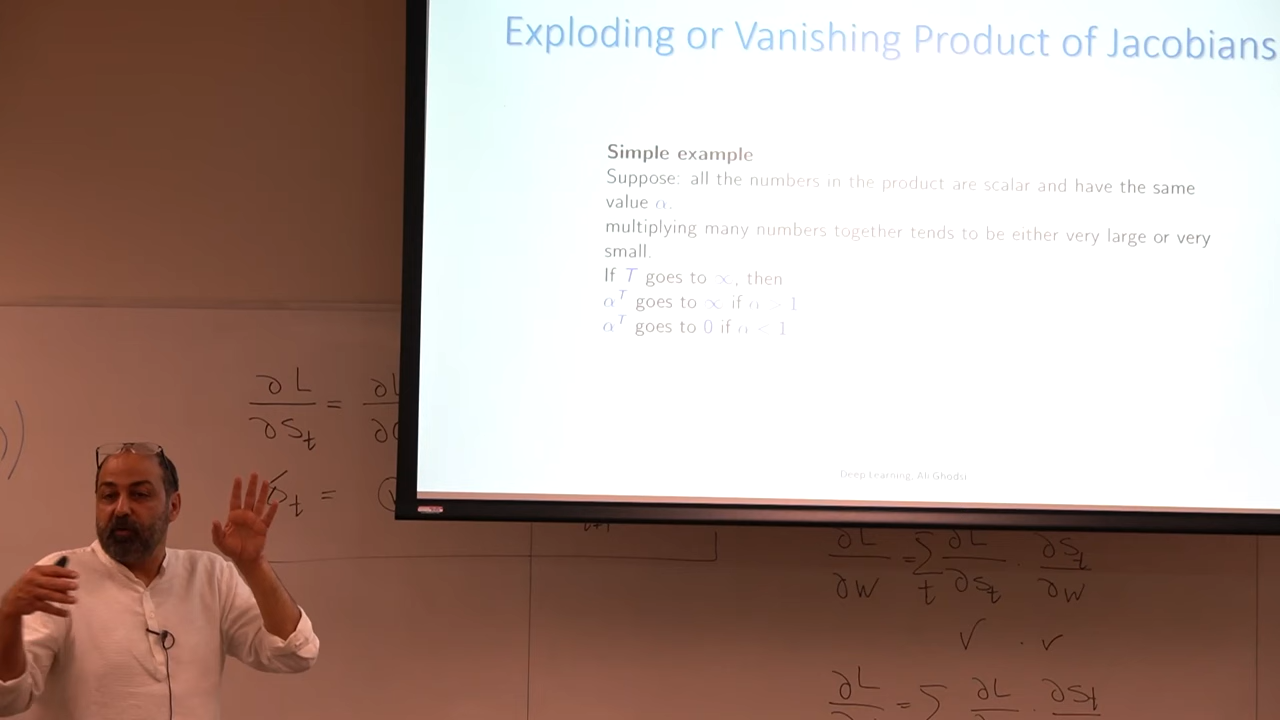 Exploding or Vanishing Product of Jacobians
Simple example
Suppose: all the numbers in the product are scalar and have the same
value α.
multiplying many numbers together tends to be either very large or very
small.
If T goes to ∞, then
α^T goes to ∞ if α > 1
α^T goes to 0 if α < 1
Deep Learning, Ali Ghodsi
∂L/∂S_t = ∂L
S_t =
∂L/∂W = Σ_t ∂L/∂S_t · ∂S_t/∂W
✓ · ✓
∂L = Σ ∂L · ∂S_t